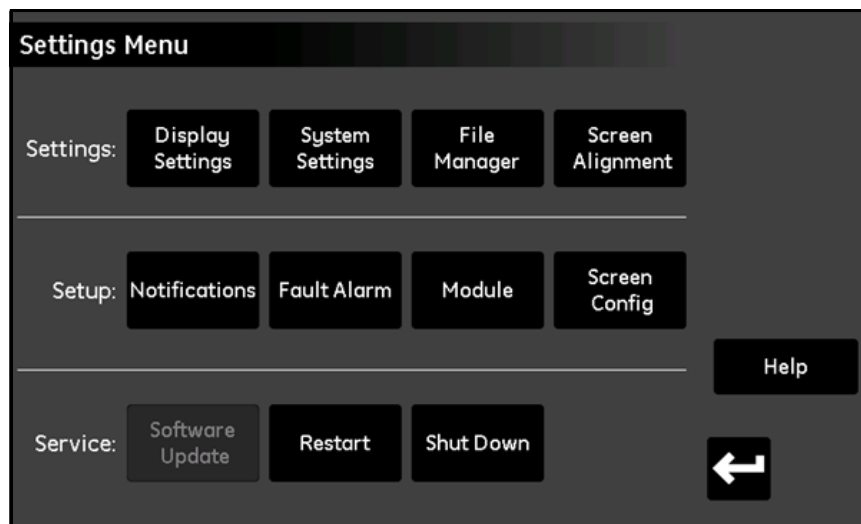 Settings Menu
Settings:
Display
Settings
System
Settings
File
Manager
Screen
Alignment
Setup:
Notifications
Fault Alarm
Module
Screen
Config
Help
Service:
Software
Update
Restart
Shut Down